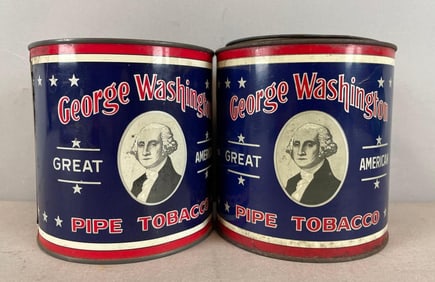 George Washington
GREAT AMERICAN
PIPE TOBACCO
George Washington
GREAT AMERICAN
PIPE TOBACCO